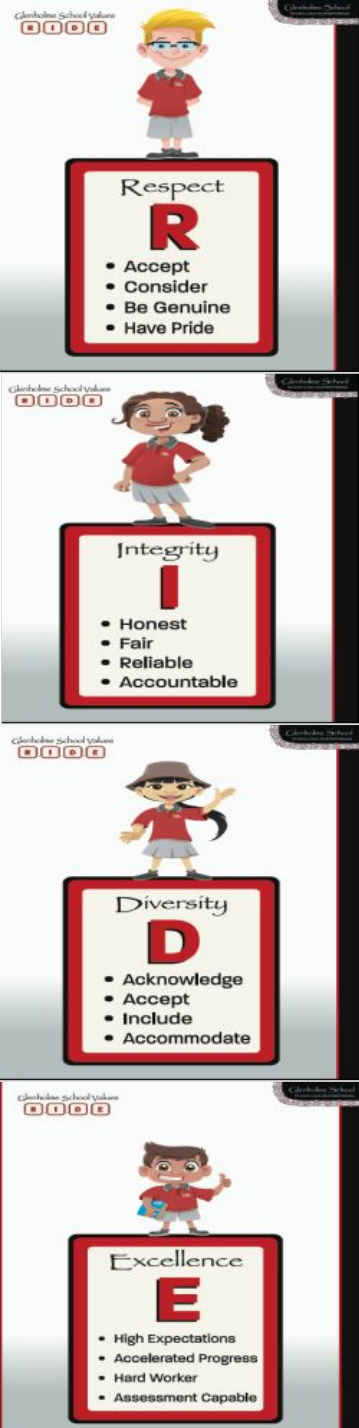 Glenholme School Values
R I D E
Glenholme School
Respect
R
• Accept
• Consider
• Be Genuine
• Have Pride
Glenholme School Values
R I D E
Glenholme School
Integrity
I
• Honest
• Fair
• Reliable
• Accountable
Glenholme School Values
R I D E
Glenholme School
Diversity
D
• Acknowledge
• Accept
• Include
• Accommodate
Glenholme School Values
R I D E
Glenholme School
Excellence
E
• High Expectations
• Accelerated Progress
• Hard Worker
• Assessment Capable